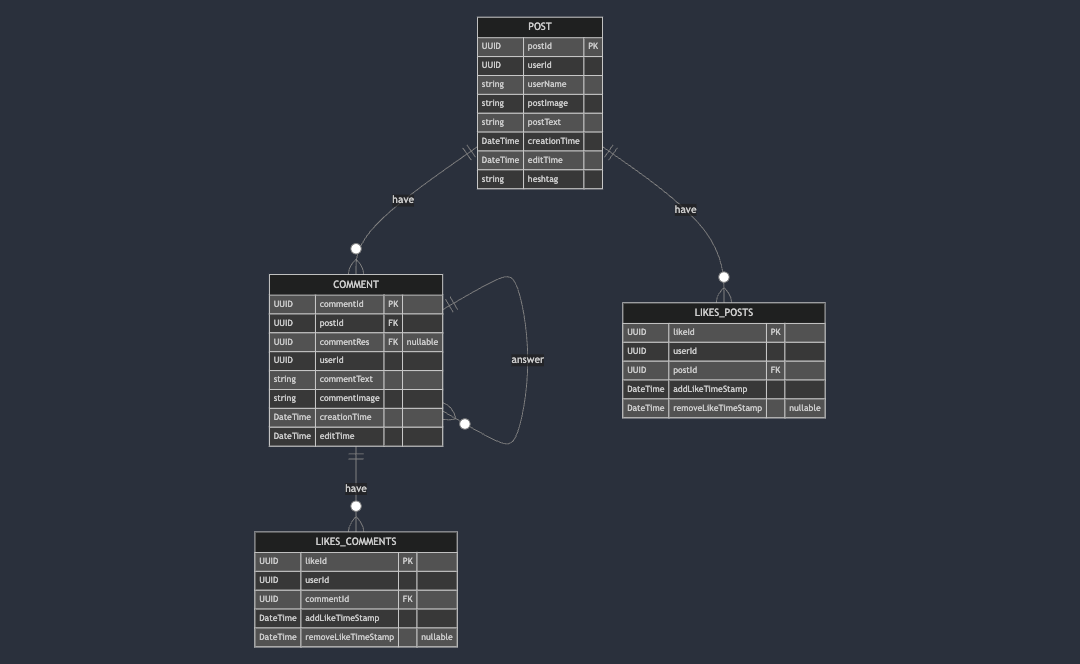 POST
UUID postId PK
UUID userId
string userName
string postImage
string postText
DateTime creationTime
DateTime editTime
string heshtag
have
have
COMMENT
UUID commentId PK
UUID postId FK
UUID commentRes FK nullable
UUID userId
string commentText
string commentImage
DateTime creationTime
DateTime editTime
answer
LIKES_POSTS
UUID likeId PK
UUID userId
UUID postId FK
DateTime addLikeTimeStamp
DateTime removeLikeTimeStamp nullable
have
LIKES_COMMENTS
UUID likeId PK
UUID userId
UUID commentId FK
DateTime addLikeTimeStamp
DateTime removeLikeTimeStamp nullable